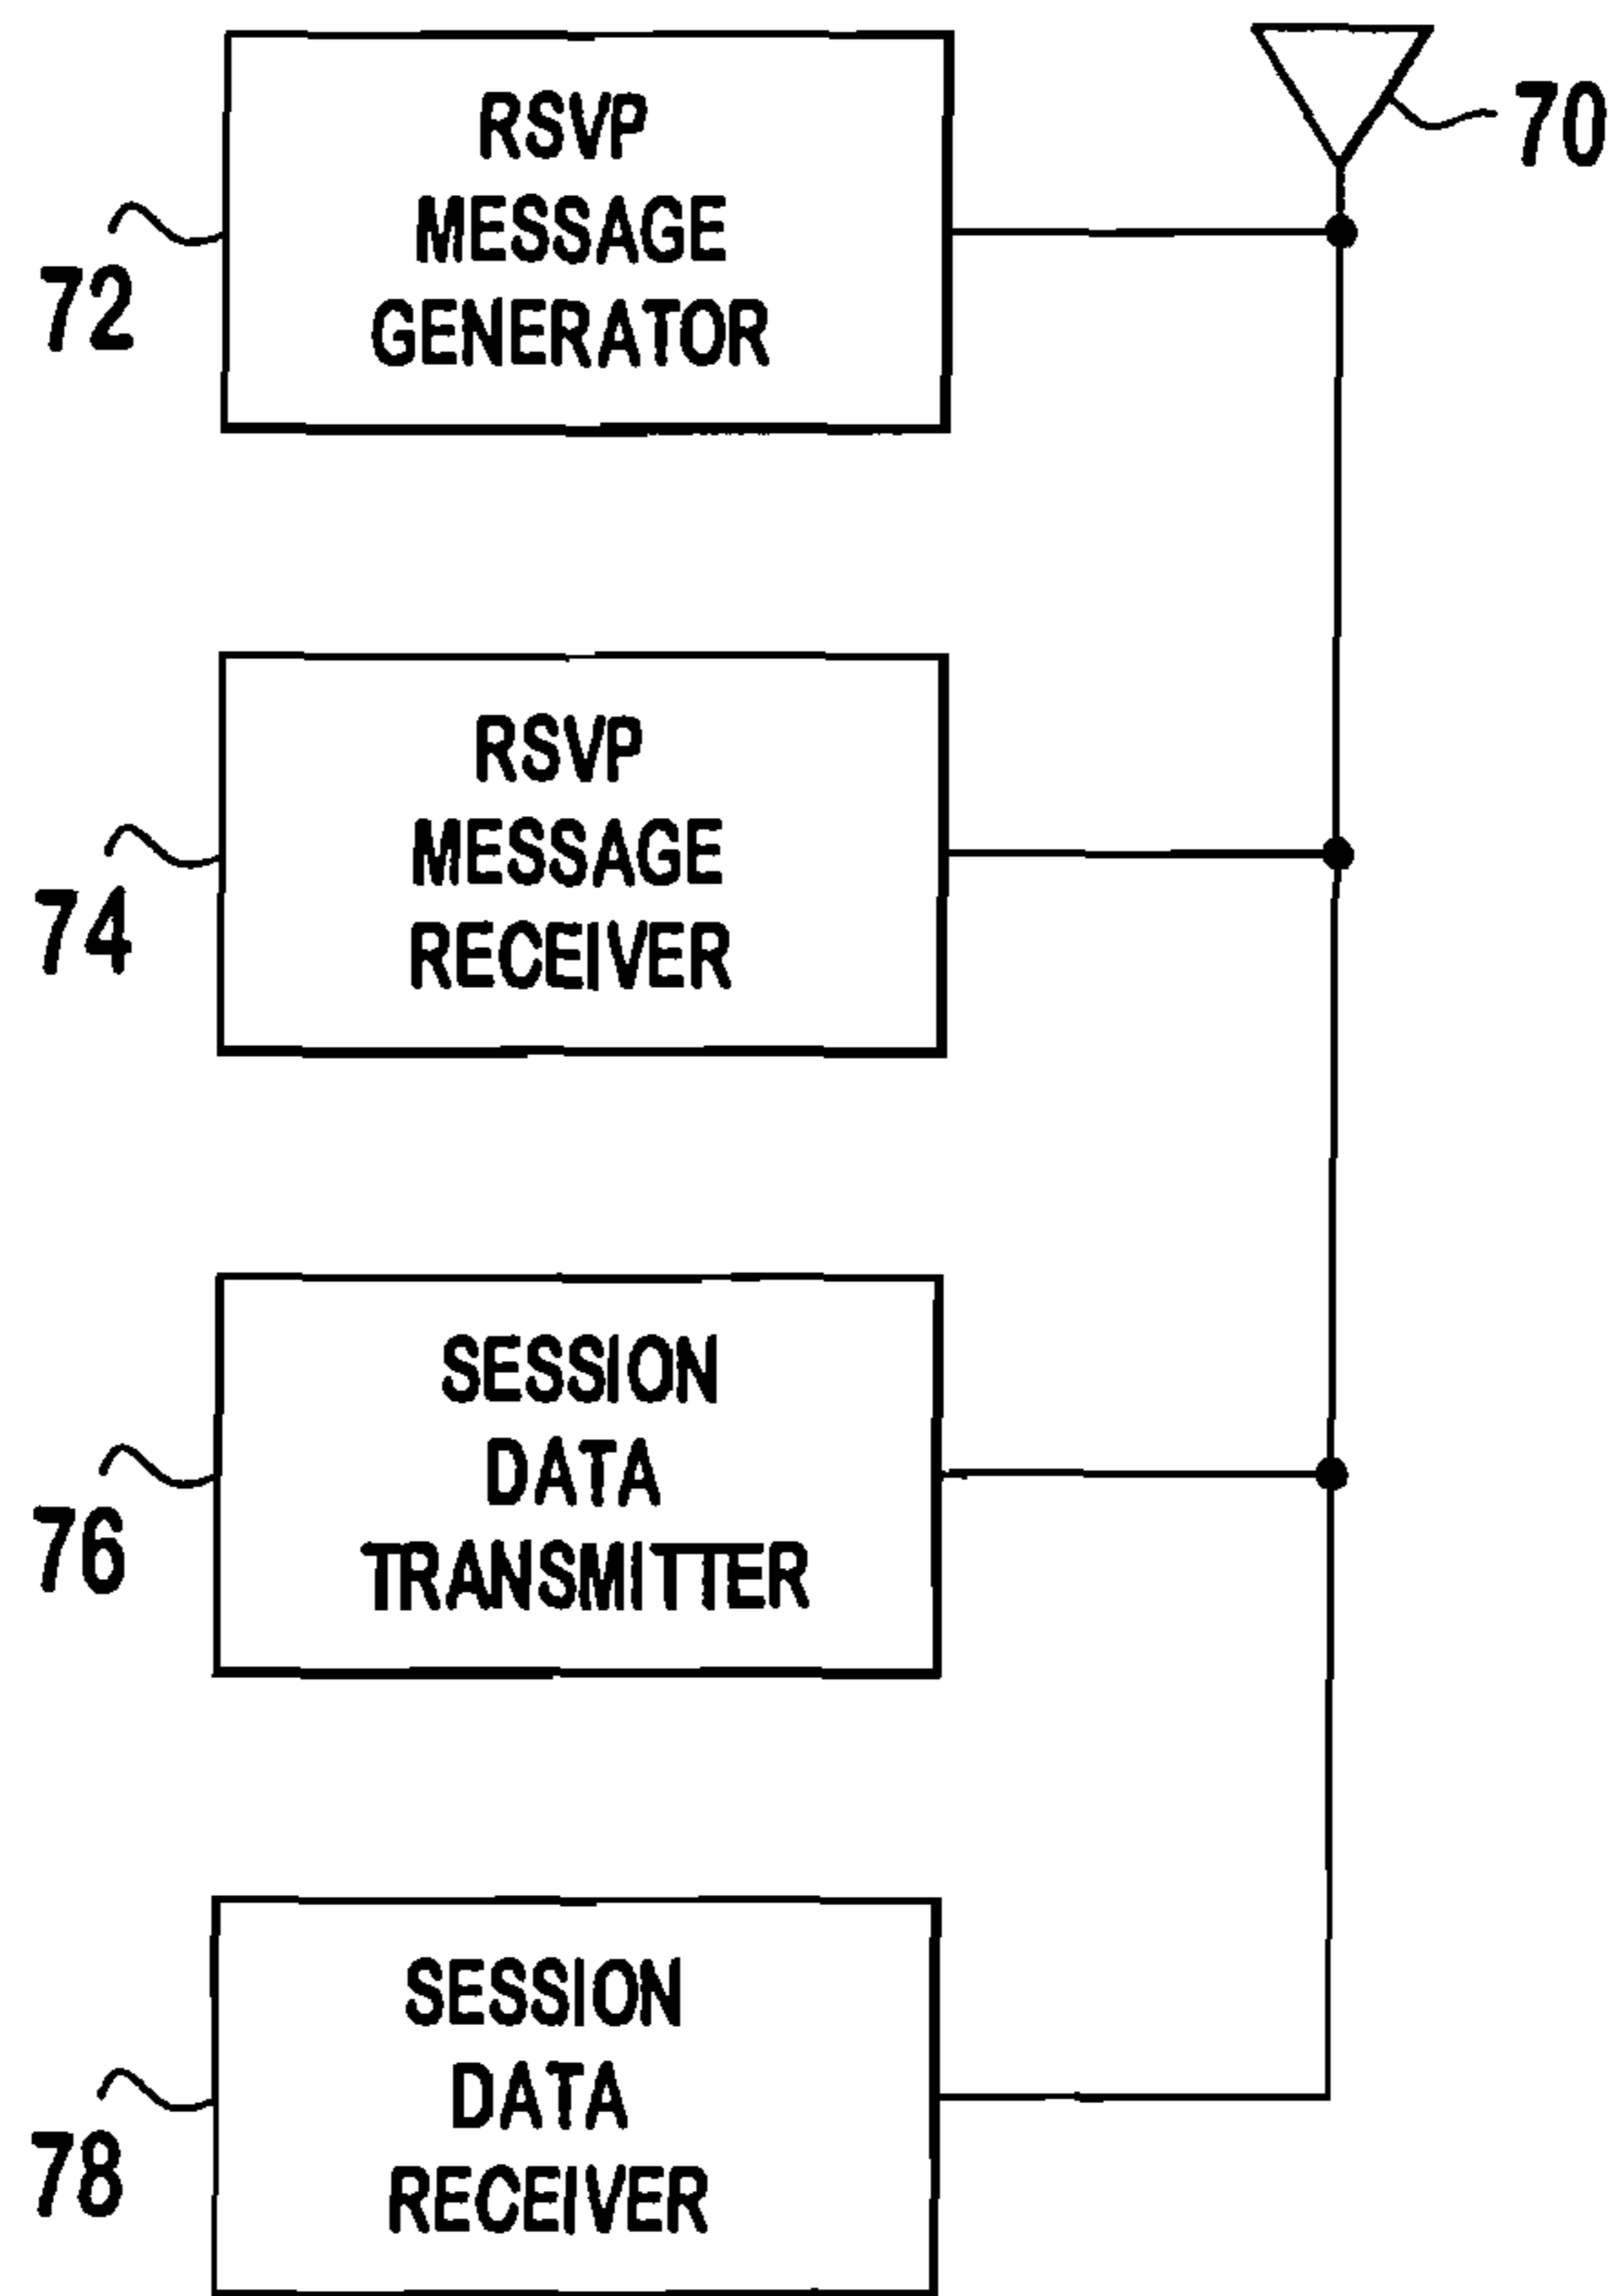 RSVP
MESSAGE
GENERATOR
70
72
RSVP
MESSAGE
RECEIVER
74
SESSION
DATA
TRANSMITTER
76
SESSION
DATA
RECEIVER
78